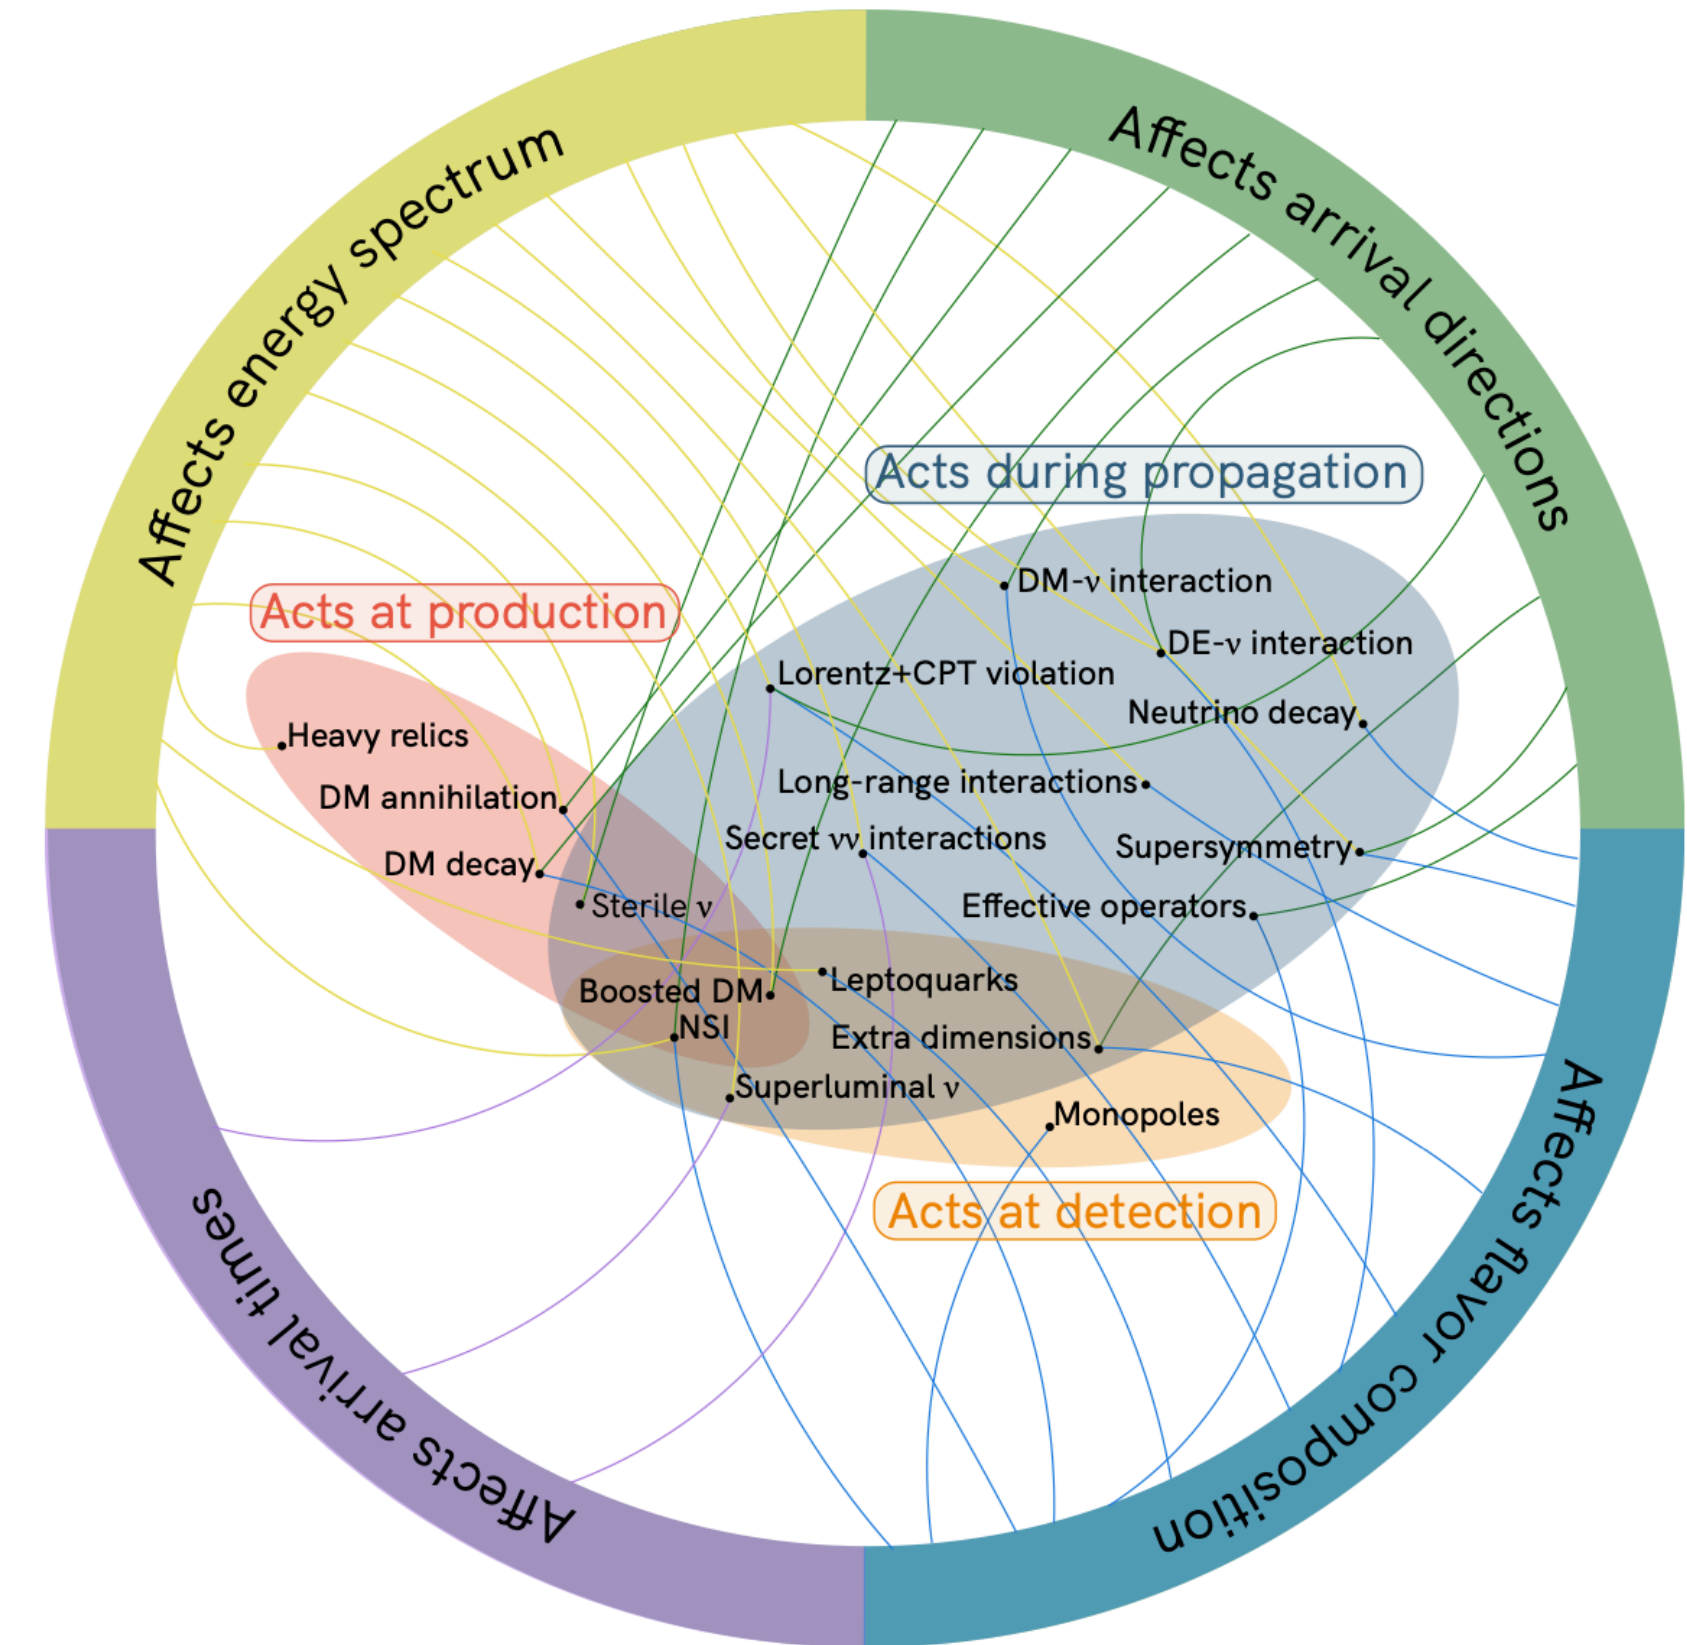 Affects energy spectrum
Affects arrival directions
Acts during propagation
DM-ν interaction
Acts at production
DE-ν interaction
Lorentz+CPT violation
Neutrino decay
Heavy relics
Long-range interactions
DM annihilation
Secret νν interactions
Supersymmetry
DM decay
Sterile ν
Effective operators
Leptoquarks
Boosted DM
NSI
Extra dimensions
Superluminal ν
Monopoles
Acts at detection
Affects arrival times
Affects flavor composition